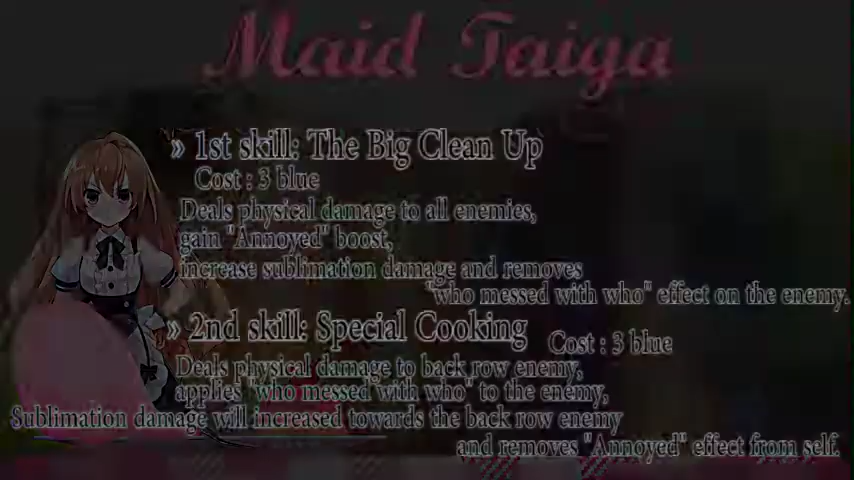 Maid Taiga
» 1st skill: The Big Clean Up
Cost : 3 blue
Deals physical damage to all enemies,
gain "Annoyed" boost,
increase sublimation damage and removes
"who messed with who" effect on the enemy.
» 2nd skill: Special Cooking
Cost : 3 blue
Deals physical damage to back row enemy,
applies "who messed with who" to the enemy,
Sublimation damage will increased towards the back row enemy
and removes "Annoyed" effect from self.